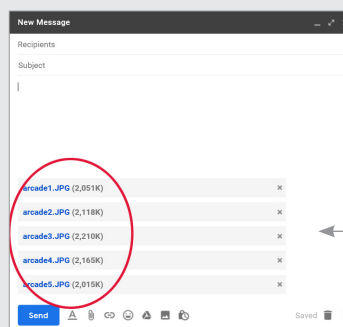 New Message
Recipients
Subject
arcade1.JPG (2,051K)
arcade2.JPG (2,118K)
arcade3.JPG (2,210K)
arcade4.JPG (2,165K)
arcade5.JPG (2,015K)
Send
Saved